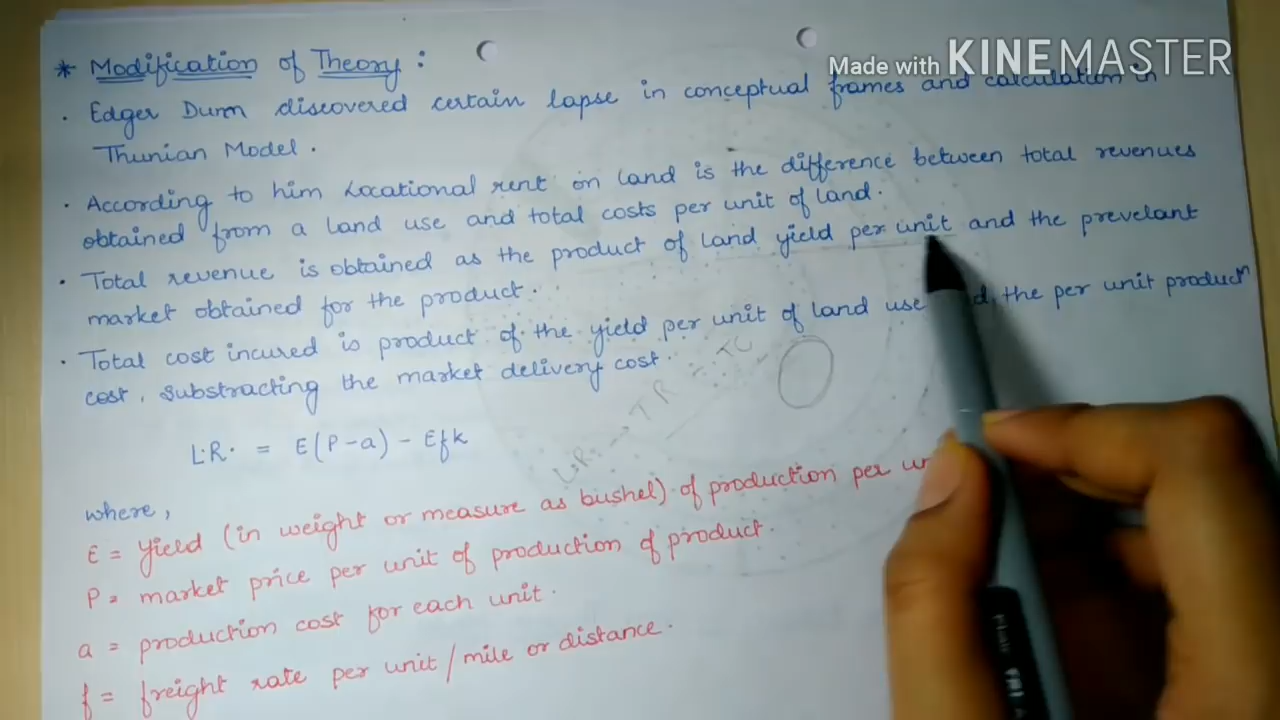 Made with KINEMASTER
* Modification of Theory :
. Edger Dunn discovered certain lapse in conceptual frames and calculation in
Thunian Model.
. According to him Locational rent on land is the difference between total revenues
obtained from a land use and total costs per unit of land.
. Total revenue is obtained as the product of land yield per unit and the prevelant
market obtained for the product.
. Total cost incured is product of the yield per unit of land use the per unit productn
cost, substracting the market delivery cost.
L.R. → TR - TC
L.R. = E(P-a) - Efk
where,
E = yield (in weight or measure as bushel) of production per
P = market price per unit of production of product.
a = production cost for each unit.
f = freight rate per unit/mile or distance.